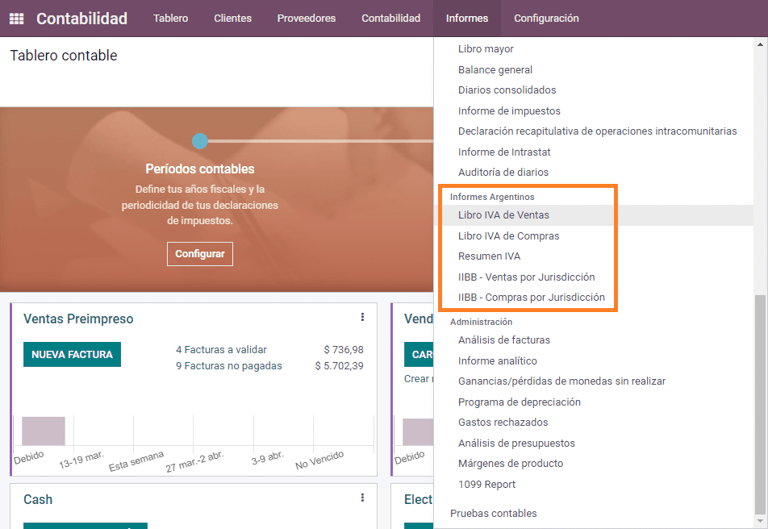 Contabilidad Tablero Clientes Proveedores Contabilidad Informes Configuración
Tablero contable
Períodos contables
Define tus años fiscales y la
periodicidad de tus declaraciones
de impuestos.
Configurar
Ventas Preimpreso
NUEVA FACTURA
4 Facturas a validar $ 736,98
9 Facturas no pagadas $ 5.702,39
Debido 13-19 mar. Esta semana 27 mar.-2 abr. 3-9 abr. No Vencido
Cash
Vend
CAR
Crear
Debido
Elect
Libro mayor
Balance general
Diarios consolidados
Informe de impuestos
Declaración recapitulativa de operaciones intracomunitarias
Informe de Intrastat
Auditoría de diarios
Informes Argentinos
Libro IVA de Ventas
Libro IVA de Compras
Resumen IVA
IIBB - Ventas por Jurisdicción
IIBB - Compras por Jurisdicción
Administración
Análisis de facturas
Informe analítico
Ganancias/pérdidas de monedas sin realizar
Programa de depreciación
Gastos rechazados
Análisis de presupuestos
Márgenes de producto
1099 Report
Pruebas contables